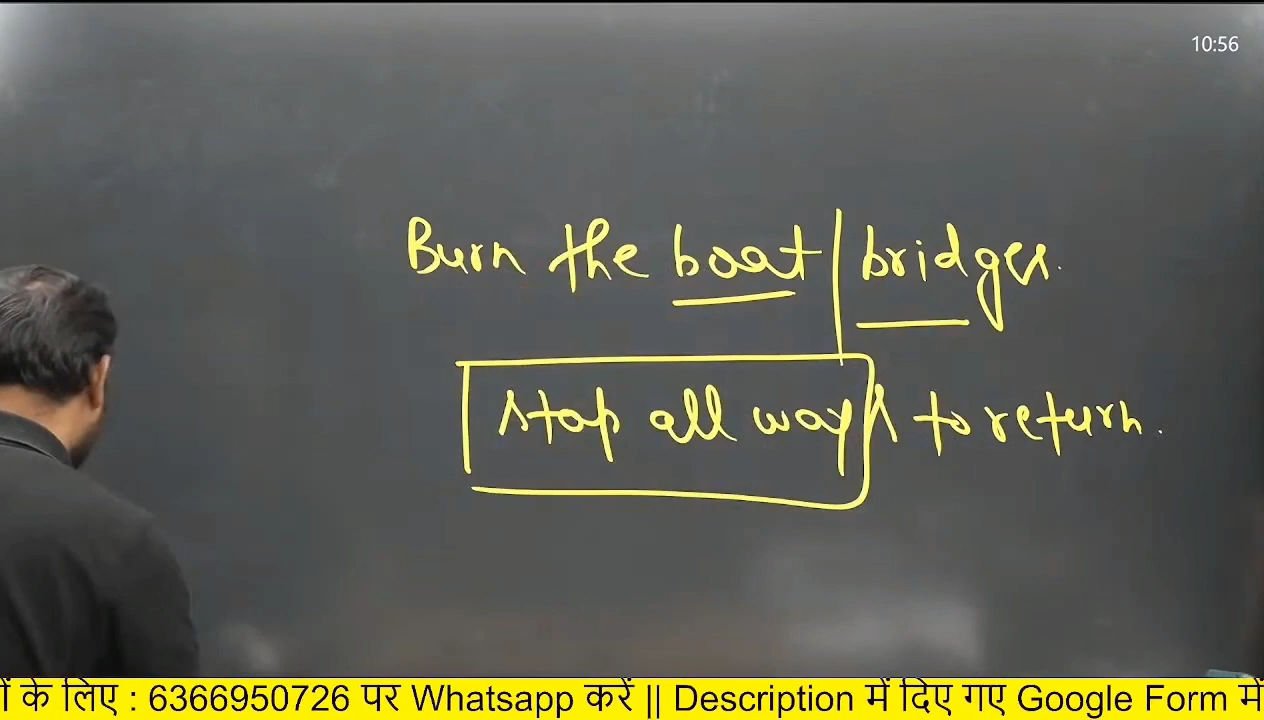 10:56
Burn the boat | bridges.
stop all ways to return.
ों के लिए : 6366950726 पर Whatsapp करें || Description में दिए गए Google Form में